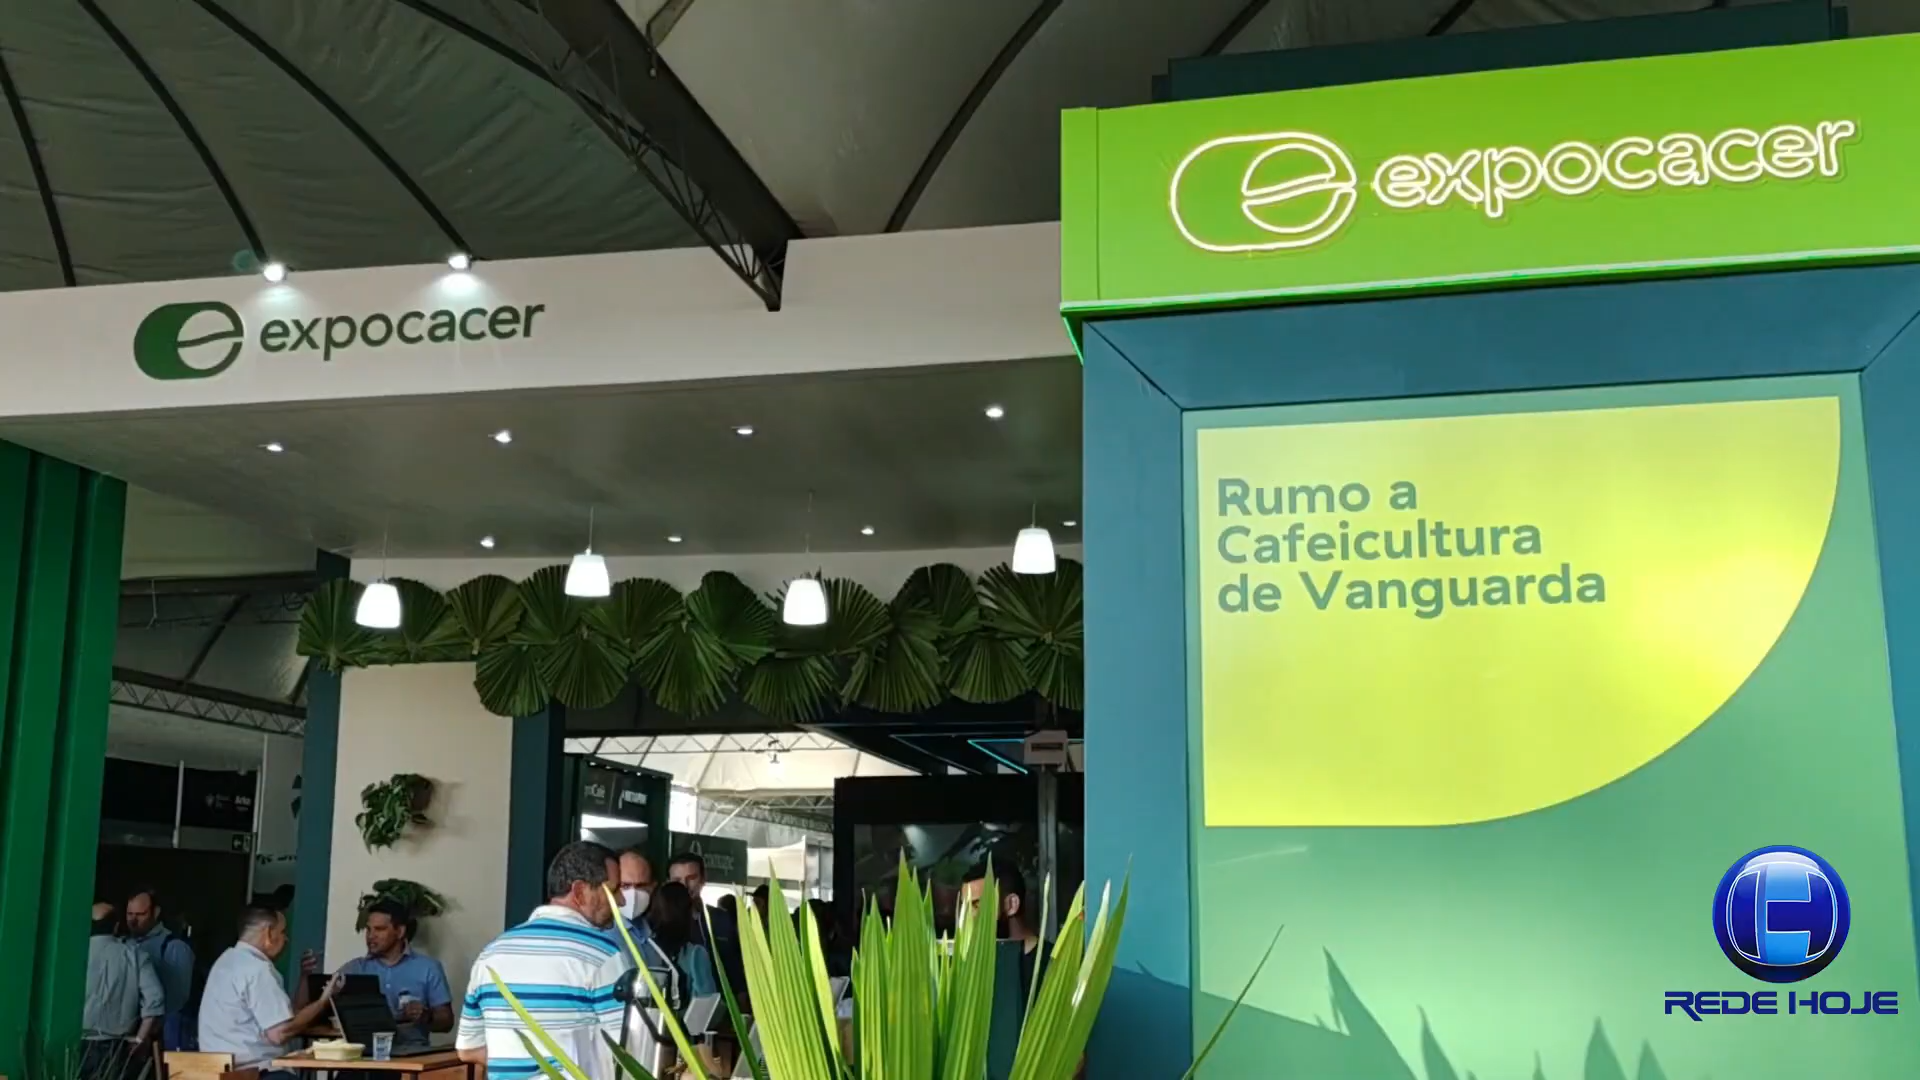 expocacer
expocacer
Rumo a
Cafeicultura
de Vanguarda
REDE HOJE